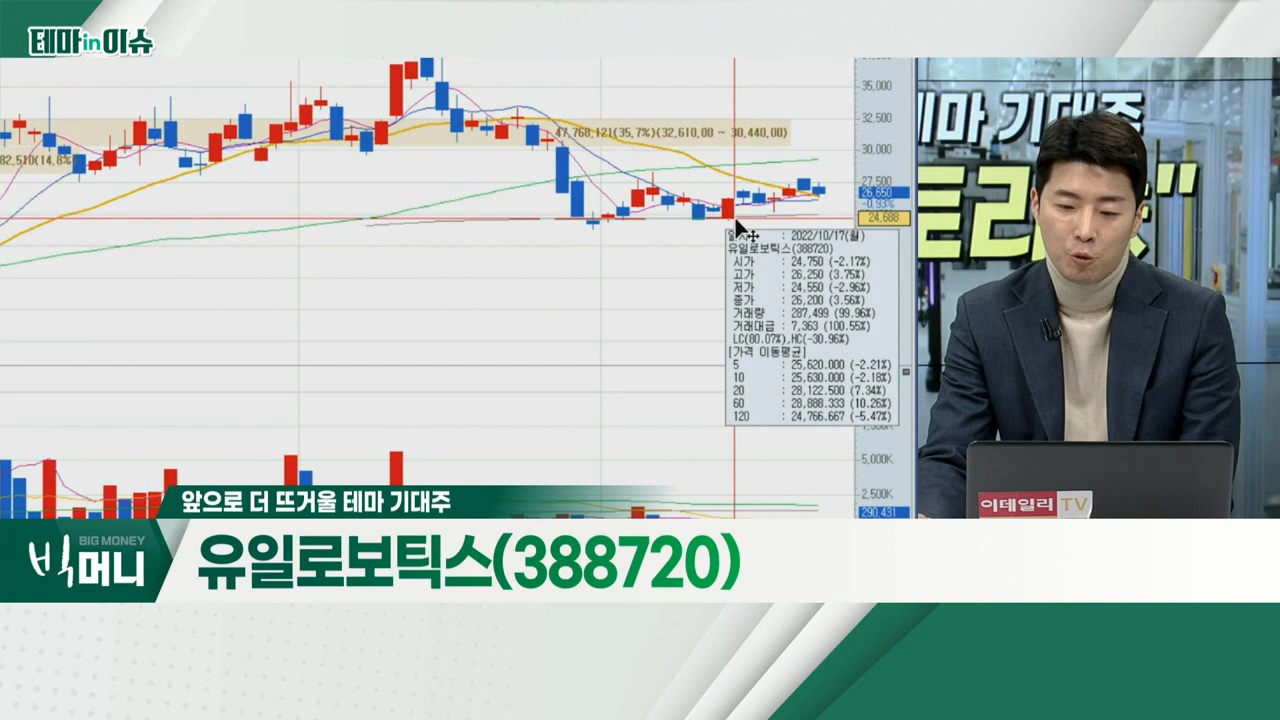 테마in이슈
35,000
32,500
47,768,121(35,7%)(32,610,00 ~ 30,440,00)
30,000
82,510(14,8%
27,500
26,650
-0,93%
24,688
: 2022/10/17(월)
유일로보틱스(388720)
시가 : 24,750 (-2.17%)
고가 : 26,250 (3.75%)
저가 : 24,550 (-2.96%)
종가 : 26,200 (3.56%)
거래량 : 287,499 (99.96%)
거래대금 : 7,363 (100.55%)
LC(80.07%),HC(-30.96%)
[가격 이동평균]
5 : 25,620.000 (-2.21%)
10 : 25,630.000 (-2.18%)
20 : 28,122.500 (7.34%)
60 : 28,888.333 (10.26%)
120 : 24,766.667 (-5.47%)
5,000K
2,500K
290,431
테마 기대주
트리
"
이데일리 TV
앞으로 더 뜨거울 테마 기대주
BIG MONEY
빅머니
유일로보틱스(388720)